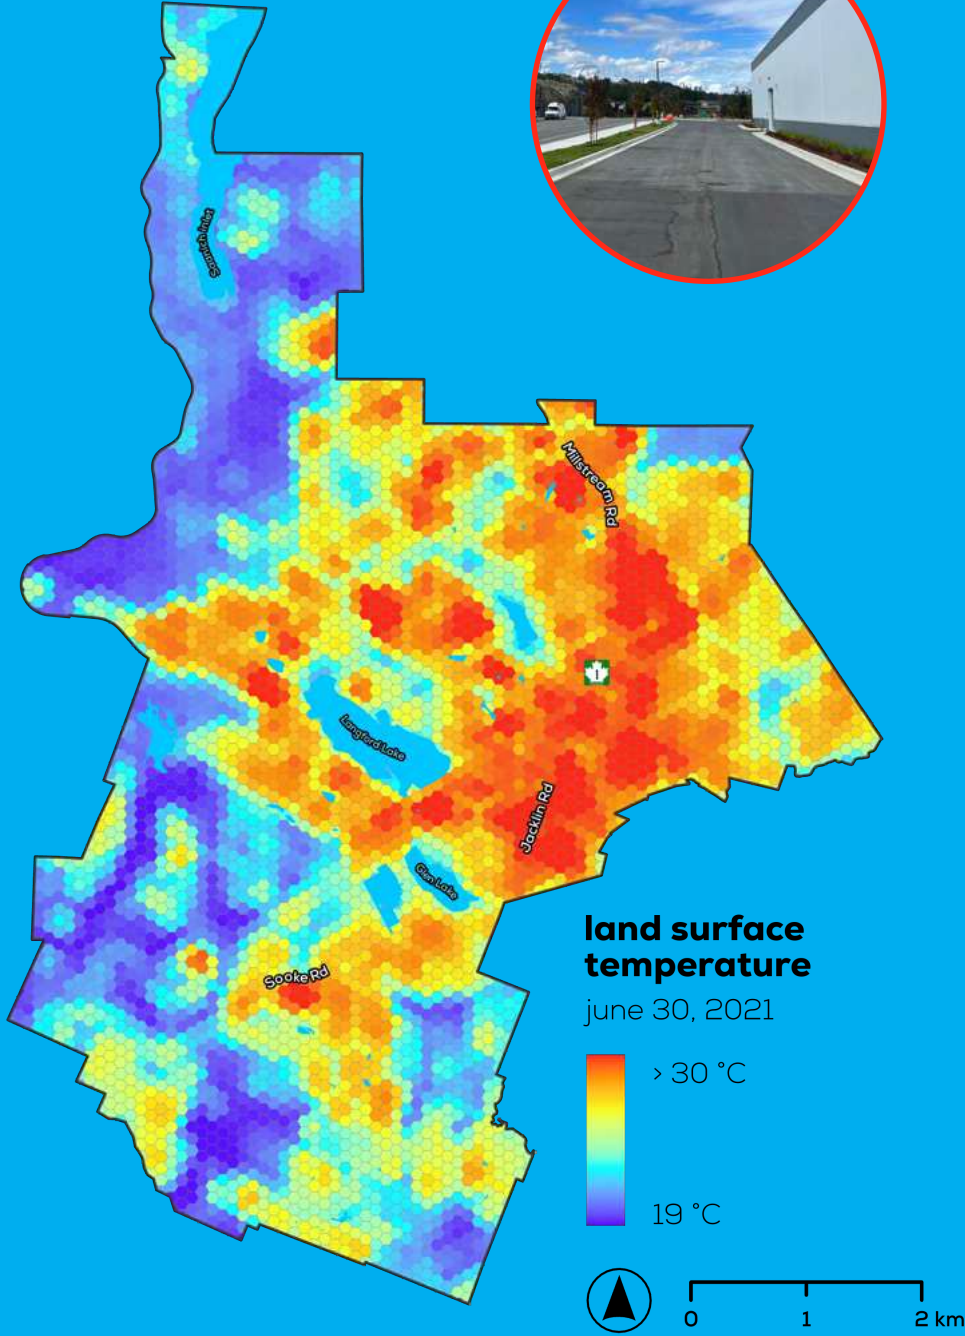 Saanich Inlet
Millstream Rd
1
Langford Lake
Jacklin Rd
Glen Lake
Sooke Rd
land surface
temperature
june 30, 2021
> 30 °C
19 °C
0 1 2 km